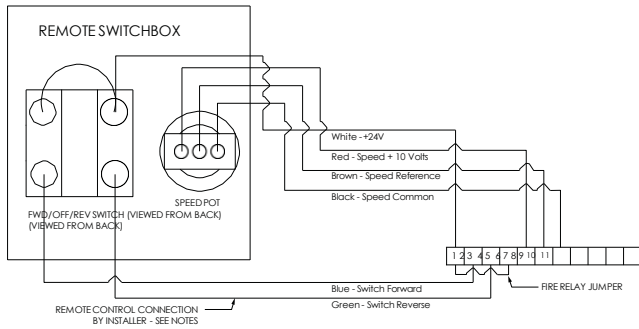 REMOTE SWITCHBOX
White - +24V
Red - Speed + 10 Volts
Brown - Speed Reference
Black - Speed Common
SPEED POT
FWD/OFF/REV SWITCH (VIEWED FROM BACK)
(VIEWED FROM BACK)
1 2 3 4 5 6 7 8 9 10 11
Blue - Switch Forward
Green - Switch Reverse
FIRE RELAY JUMPER
REMOTE CONTROL CONNECTION
BY INSTALLER - SEE NOTES